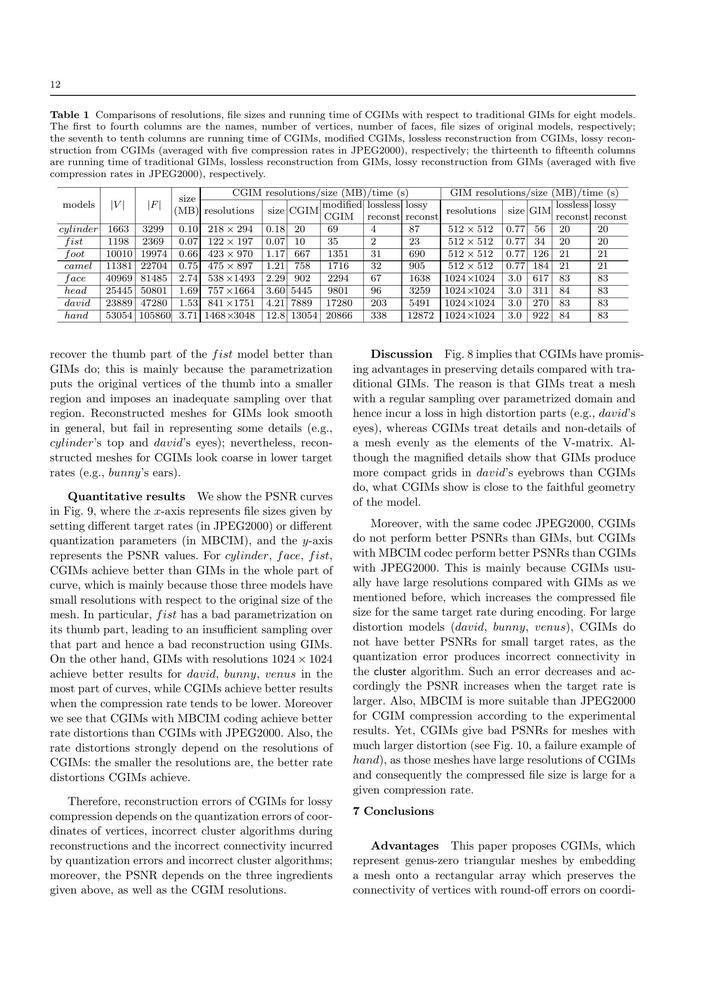 12
Table 1 Comparisons of resolutions, file sizes and running time of CGIMs with respect to traditional GIMs for eight models.
The first to fourth columns are the names, number of vertices, number of faces, file sizes of original models, respectively;
the seventh to tenth columns are running time of CGIMs, modified CGIMs, lossless reconstruction from CGIMs, lossy recon-
struction from CGIMs (averaged with five compression rates in JPEG2000), respectively; the thirteenth to fifteenth columns
are running time of traditional GIMs, lossless reconstruction from GIMs, lossy reconstruction from GIMs (averaged with five
compression rates in JPEG2000), respectively.
models |V| |F| size (MB) CGIM resolutions/size (MB)/time (s) GIM resolutions/size (MB)/time (s)
resolutions size CGIM modified CGIM lossless reconst lossy reconst resolutions size GIM lossless reconst lossy reconst
cylinder 1663 3299 0.10 218 × 294 0.18 20 69 4 87 512 × 512 0.77 56 20 20
fist 1198 2369 0.07 122 × 197 0.07 10 35 2 23 512 × 512 0.77 34 20 20
foot 10010 19974 0.66 423 × 970 1.17 667 1351 31 690 512 × 512 0.77 126 21 21
camel 11381 22704 0.75 475 × 897 1.21 758 1716 32 905 512 × 512 0.77 184 21 21
face 40969 81485 2.74 538 ×1493 2.29 902 2294 67 1638 1024×1024 3.0 617 83 83
head 25445 50801 1.69 757×1664 3.60 5445 9801 96 3259 1024×1024 3.0 311 84 83
david 23889 47280 1.53 841×1751 4.21 7889 17280 203 5491 1024×1024 3.0 270 83 83
hand 53054 105860 3.71 1468×3048 12.8 13054 20866 338 12872 1024×1024 3.0 922 84 83
recover the thumb part of the fist model better than
GIMs do; this is mainly because the parametrization
puts the original vertices of the thumb into a smaller
region and imposes an inadequate sampling over that
region. Reconstructed meshes for GIMs look smooth
in general, but fail in representing some details (e.g.,
cylinder's top and david's eyes); nevertheless, recon-
structed meshes for CGIMs look coarse in lower target
rates (e.g., bunny's ears).
Quantitative results We show the PSNR curves
in Fig. 9, where the x-axis represents file sizes given by
setting different target rates (in JPEG2000) or different
quantization parameters (in MBCIM), and the y-axis
represents the PSNR values. For cylinder, face, fist,
CGIMs achieve better than GIMs in the whole part of
curve, which is mainly because those three models have
small resolutions with respect to the original size of the
mesh. In particular, fist has a bad parametrization on
its thumb part, leading to an insufficient sampling over
that part and hence a bad reconstruction using GIMs.
On the other hand, GIMs with resolutions 1024 × 1024
achieve better results for david, bunny, venus in the
most part of curves, while CGIMs achieve better results
when the compression rate tends to be lower. Moreover
we see that CGIMs with MBCIM coding achieve better
rate distortions than CGIMs with JPEG2000. Also, the
rate distortions strongly depend on the resolutions of
CGIMs: the smaller the resolutions are, the better rate
distortions CGIMs achieve.
Therefore, reconstruction errors of CGIMs for lossy
compression depends on the quantization errors of coor-
dinates of vertices, incorrect cluster algorithms during
reconstructions and the incorrect connectivity incurred
by quantization errors and incorrect cluster algorithms;
moreover, the PSNR depends on the three ingredients
given above, as well as the CGIM resolutions.
Discussion Fig. 8 implies that CGIMs have promis-
ing advantages in preserving details compared with tra-
ditional GIMs. The reason is that GIMs treat a mesh
with a regular sampling over parametrized domain and
hence incur a loss in high distortion parts (e.g., david's
eyes), whereas CGIMs treat details and non-details of
a mesh evenly as the elements of the V-matrix. Al-
though the magnified details show that GIMs produce
more compact grids in david's eyebrows than CGIMs
do, what CGIMs show is close to the faithful geometry
of the model.
Moreover, with the same codec JPEG2000, CGIMs
do not perform better PSNRs than GIMs, but CGIMs
with MBCIM codec perform better PSNRs than CGIMs
with JPEG2000. This is mainly because CGIMs usu-
ally have large resolutions compared with GIMs as we
mentioned before, which increases the compressed file
size for the same target rate during encoding. For large
distortion models (david, bunny, venus), CGIMs do
not have better PSNRs for small target rates, as the
quantization error produces incorrect connectivity in
the cluster algorithm. Such an error decreases and ac-
cordingly the PSNR increases when the target rate is
larger. Also, MBCIM is more suitable than JPEG2000
for CGIM compression according to the experimental
results. Yet, CGIMs give bad PSNRs for meshes with
much larger distortion (see Fig. 10, a failure example of
hand), as those meshes have large resolutions of CGIMs
and consequently the compressed file size is large for a
given compression rate.
7 Conclusions
Advantages This paper proposes CGIMs, which
represent genus-zero triangular meshes by embedding
a mesh onto a rectangular array which preserves the
connectivity of vertices with round-off errors on coordi-